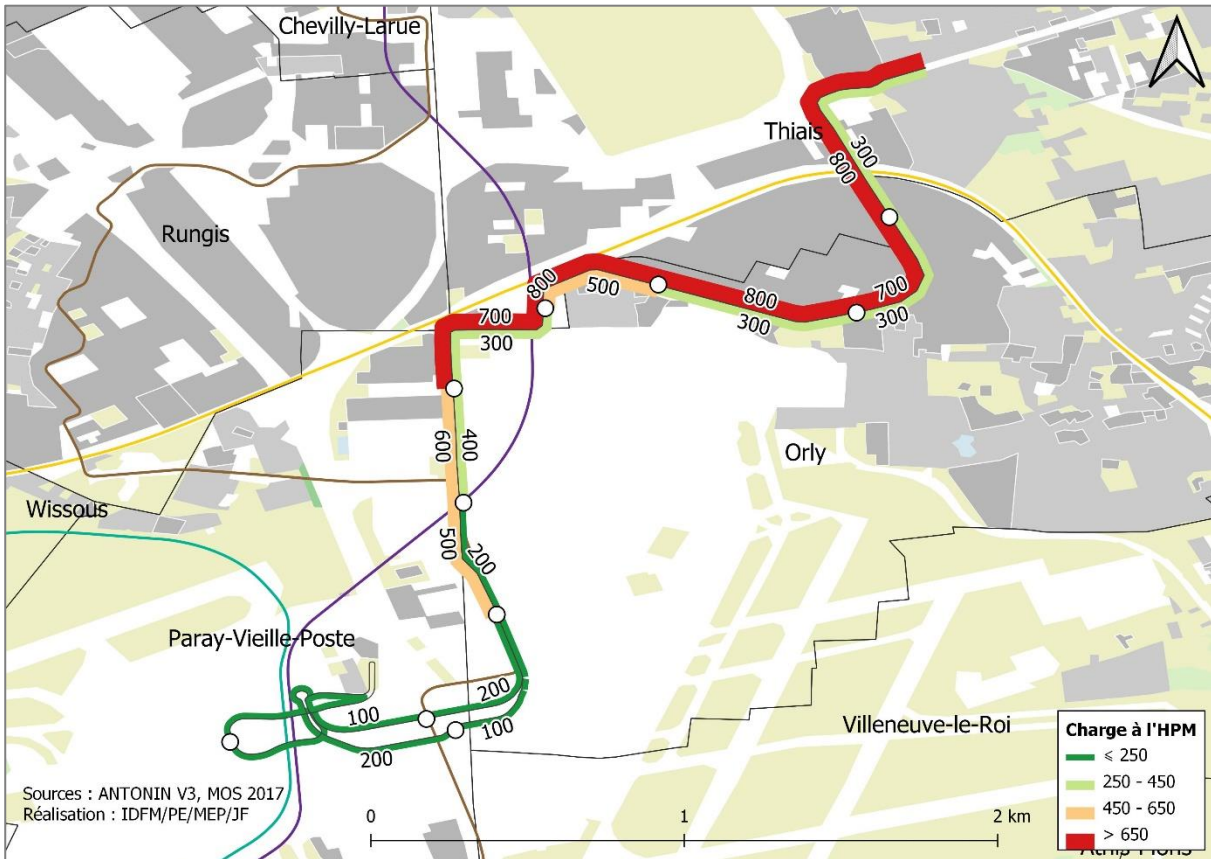 Chevilly-Larue
Thiais
300
800
Rungis
800
500
700
300
800
300
700
300
600
400
Orly
Wissous
500
200
Paray-Vieille-Poste
200
100
100
200
Villeneuve-le-Roi
Charge à l'HPM
≤ 250
250 - 450
450 - 650
> 650
Sources : ANTONIN V3, MOS 2017
Réalisation : IDFM/PE/MEP/JF
0
1
2 km